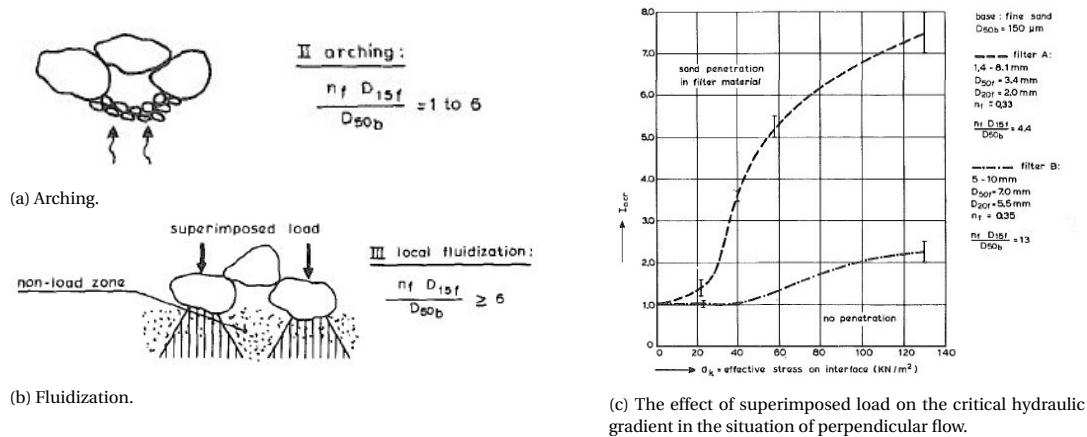 II arching:
nf D15f
D50b
= 1 to 6
(a) Arching.
superimposed load
non-load zone
III local fluidization:
nf D15f
D50b
≥ 6
(b) Fluidization.
8,0
7,0
6,0
5,0
4,0
3,0
2,0
1,0
0
0 20 40 60 80 100 120 140
Iocr
sand penetration
in filter material
no penetration
σk = effective stress on interface (KN/m²)
base: fine sand
D50b = 150 µm
filter A:
1,4 - 8.1 mm
D50f = 3,4 mm
D20f = 2,0 mm
nf = 0,33
nf D15f
D50b
= 4,4
filter B:
5 - 10 mm
D50f = 7,0 mm
D20f = 5,5 mm
nf = 0,35
nf D15f
D50b
= 13
(c) The effect of superimposed load on the critical hydraulic
gradient in the situation of perpendicular flow.